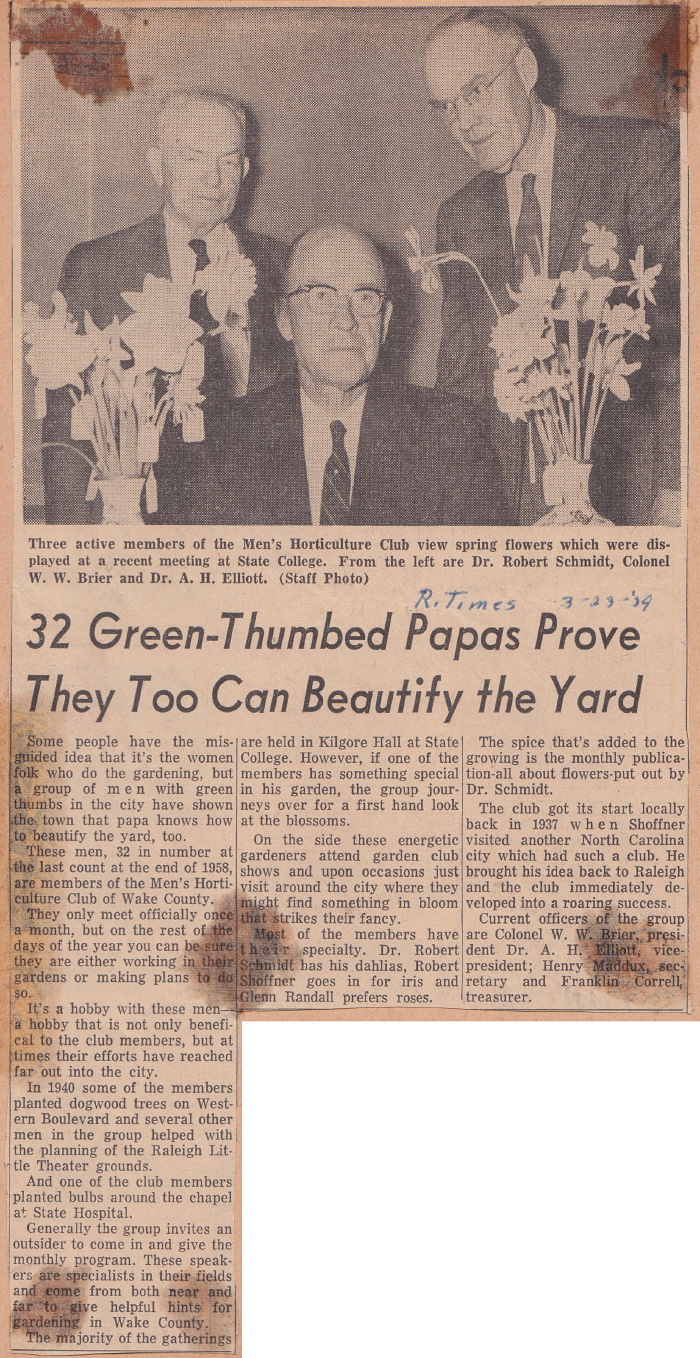 Three active members of the Men's Horticulture Club view spring flowers which were dis-
played at a recent meeting at State College. From the left are Dr. Robert Schmidt, Colonel
W. W. Brier and Dr. A. H. Elliott. (Staff Photo)
R. Times 3-23-'59
32 Green-Thumbed Papas Prove
They Too Can Beautify the Yard
Some people have the mis-
guided idea that it's the women
folk who do the gardening, but
a group of men with green
thumbs in the city have shown
the town that papa knows how
to beautify the yard, too.
These men, 32 in number at
the last count at the end of 1958,
are members of the Men's Horti-
culture Club of Wake County.
They only meet officially once
a month, but on the rest of the
days of the year you can be sure
they are either working in their
gardens or making plans to do
so.
It's a hobby with these men—
a hobby that is not only benefi-
cal to the club members, but at
times their efforts have reached
far out into the city.
In 1940 some of the members
planted dogwood trees on West-
ern Boulevard and several other
men in the group helped with
the planning of the Raleigh Lit-
tle Theater grounds.
And one of the club members
planted bulbs around the chapel
at State Hospital.
Generally the group invites an
outsider to come in and give the
monthly program. These speak-
ers are specialists in their fields
and come from both near and
far to give helpful hints for
gardening in Wake County.
The majority of the gatherings
are held in Kilgore Hall at State
College. However, if one of the
members has something special
in his garden, the group jour-
neys over for a first hand look
at the blossoms.
On the side these energetic
gardeners attend garden club
shows and upon occasions just
visit around the city where they
might find something in bloom
that strikes their fancy.
Most of the members have
their specialty. Dr. Robert
Schmidt has his dahlias, Robert
Shoffner goes in for iris and
Glenn Randall prefers roses.
The spice that's added to the
growing is the monthly publica-
tion-all about flowers-put out by
Dr. Schmidt.
The club got its start locally
back in 1937 when Shoffner
visited another North Carolina
city which had such a club. He
brought his idea back to Raleigh
and the club immediately de-
veloped into a roaring success.
Current officers of the group
are Colonel W. W. Brier, presi-
dent Dr. A. H. Elliott, vice-
president; Henry Maddux, sec-
retary and Franklin Correll,
treasurer.